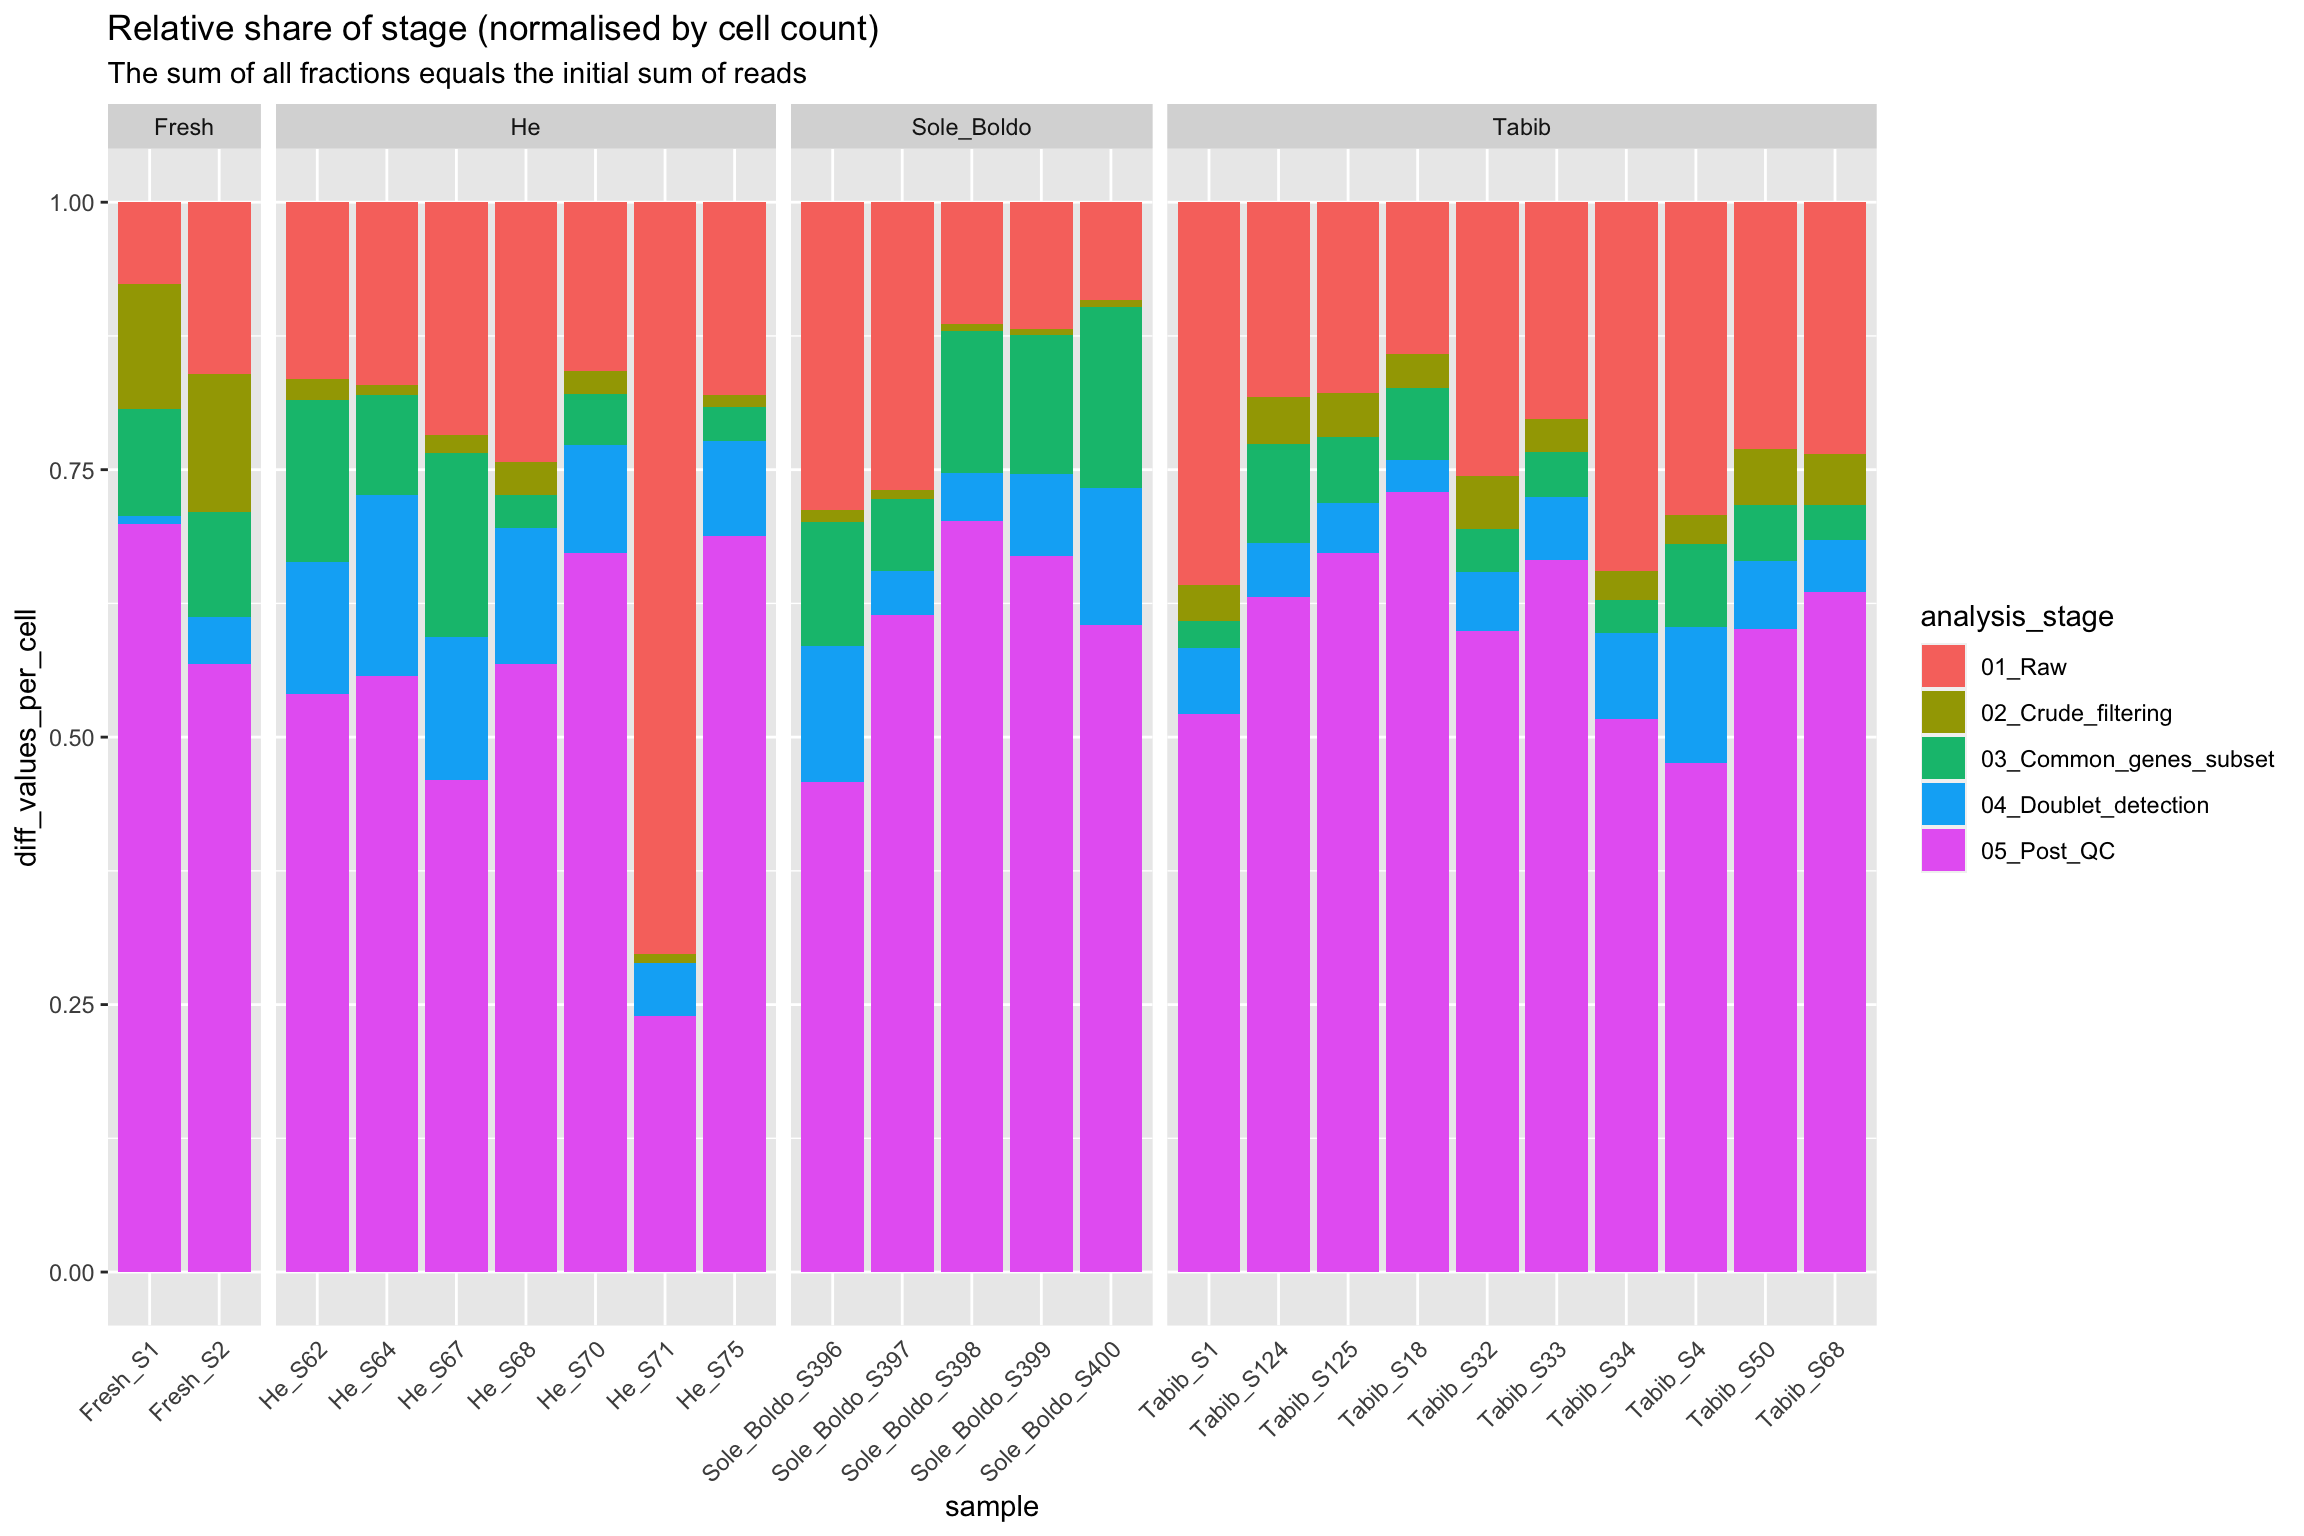 Relative share of stage (normalised by cell count)
The sum of all fractions equals the initial sum of reads
Fresh
He
Sole_Boldo
Tabib
1.00
0.75
0.50
0.25
0.00
diff_values_per_cell
Fresh_S1
Fresh_S2
He_S62
He_S64
He_S67
He_S68
He_S70
He_S71
He_S75
Sole_Boldo_S396
Sole_Boldo_S397
Sole_Boldo_S398
Sole_Boldo_S399
Sole_Boldo_S400
Tabib_S1
Tabib_S124
Tabib_S125
Tabib_S18
Tabib_S32
Tabib_S33
Tabib_S34
Tabib_S4
Tabib_S50
Tabib_S68
sample
analysis_stage
01_Raw
02_Crude_filtering
03_Common_genes_subset
04_Doublet_detection
05_Post_QC